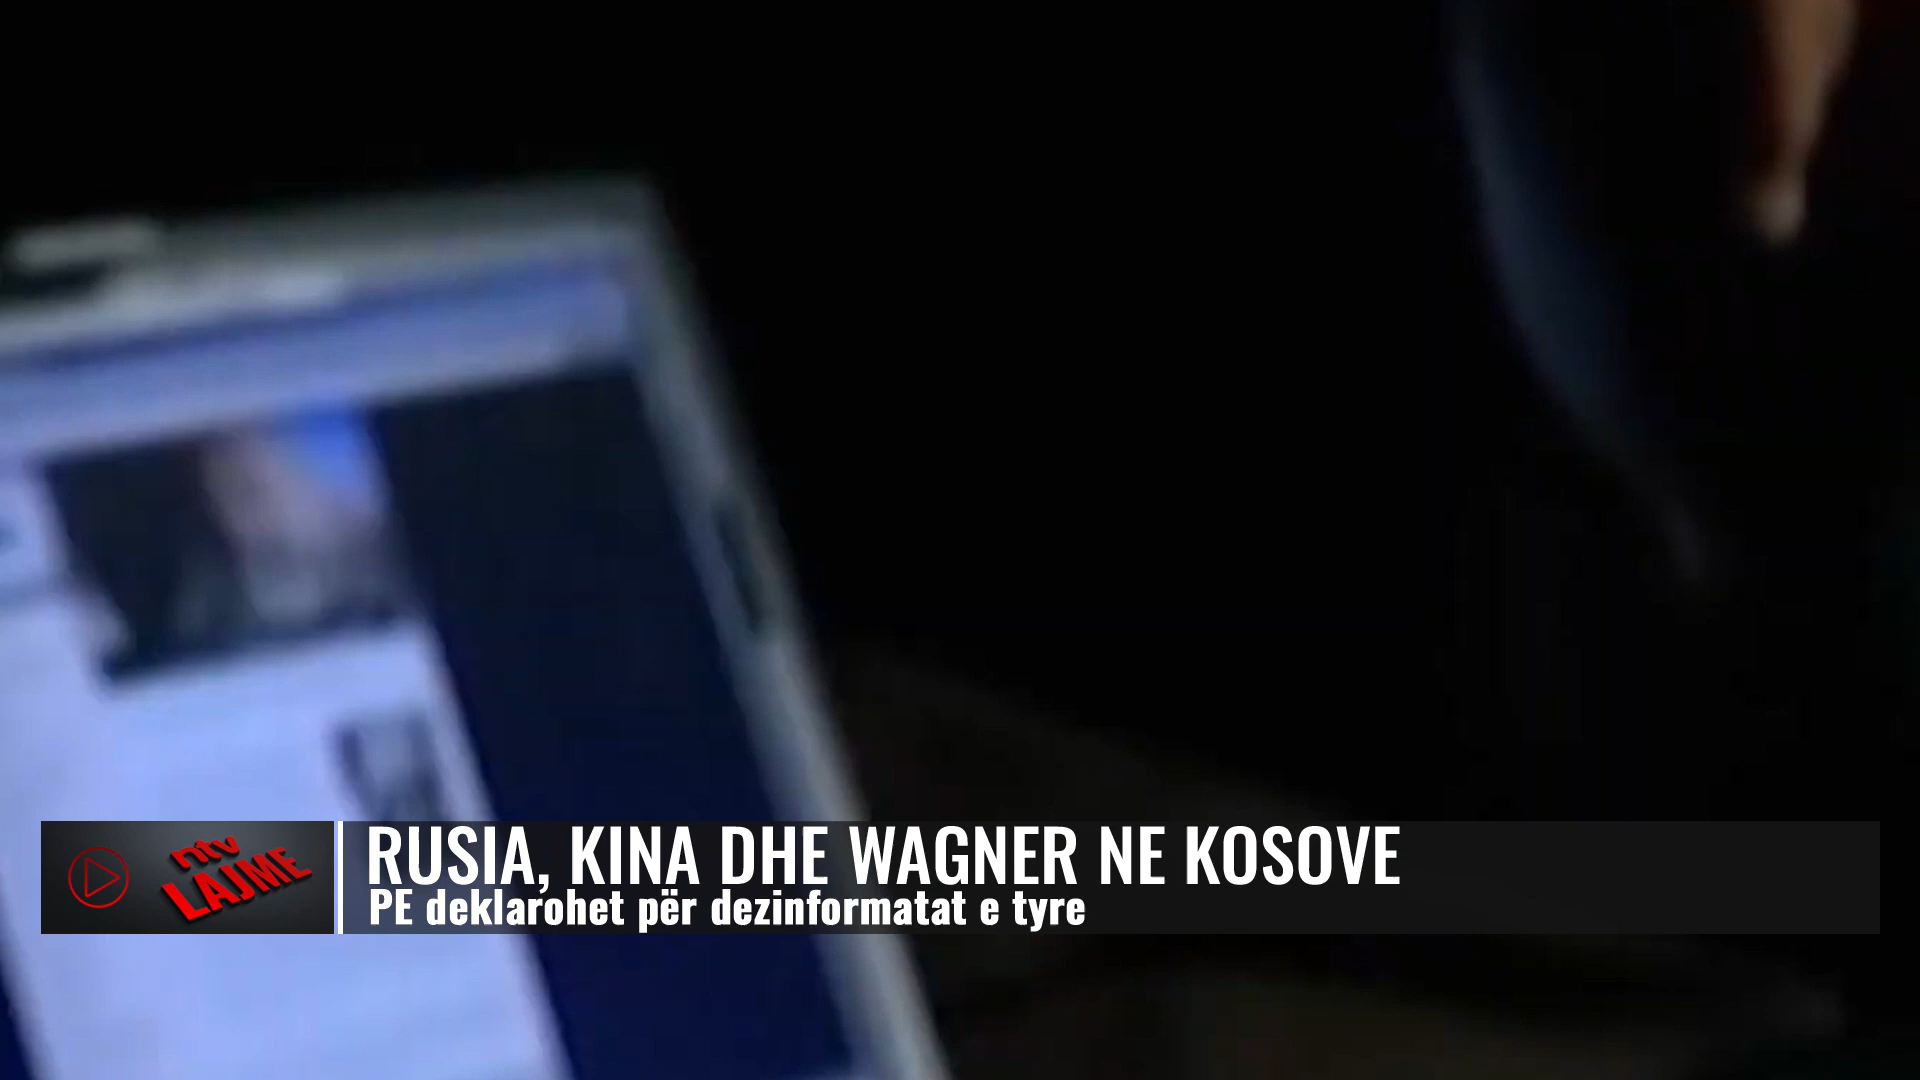 ntv
LAJME
RUSIA, KINA DHE WAGNER NE KOSOVE
PE deklarohet për dezinformatat e tyre